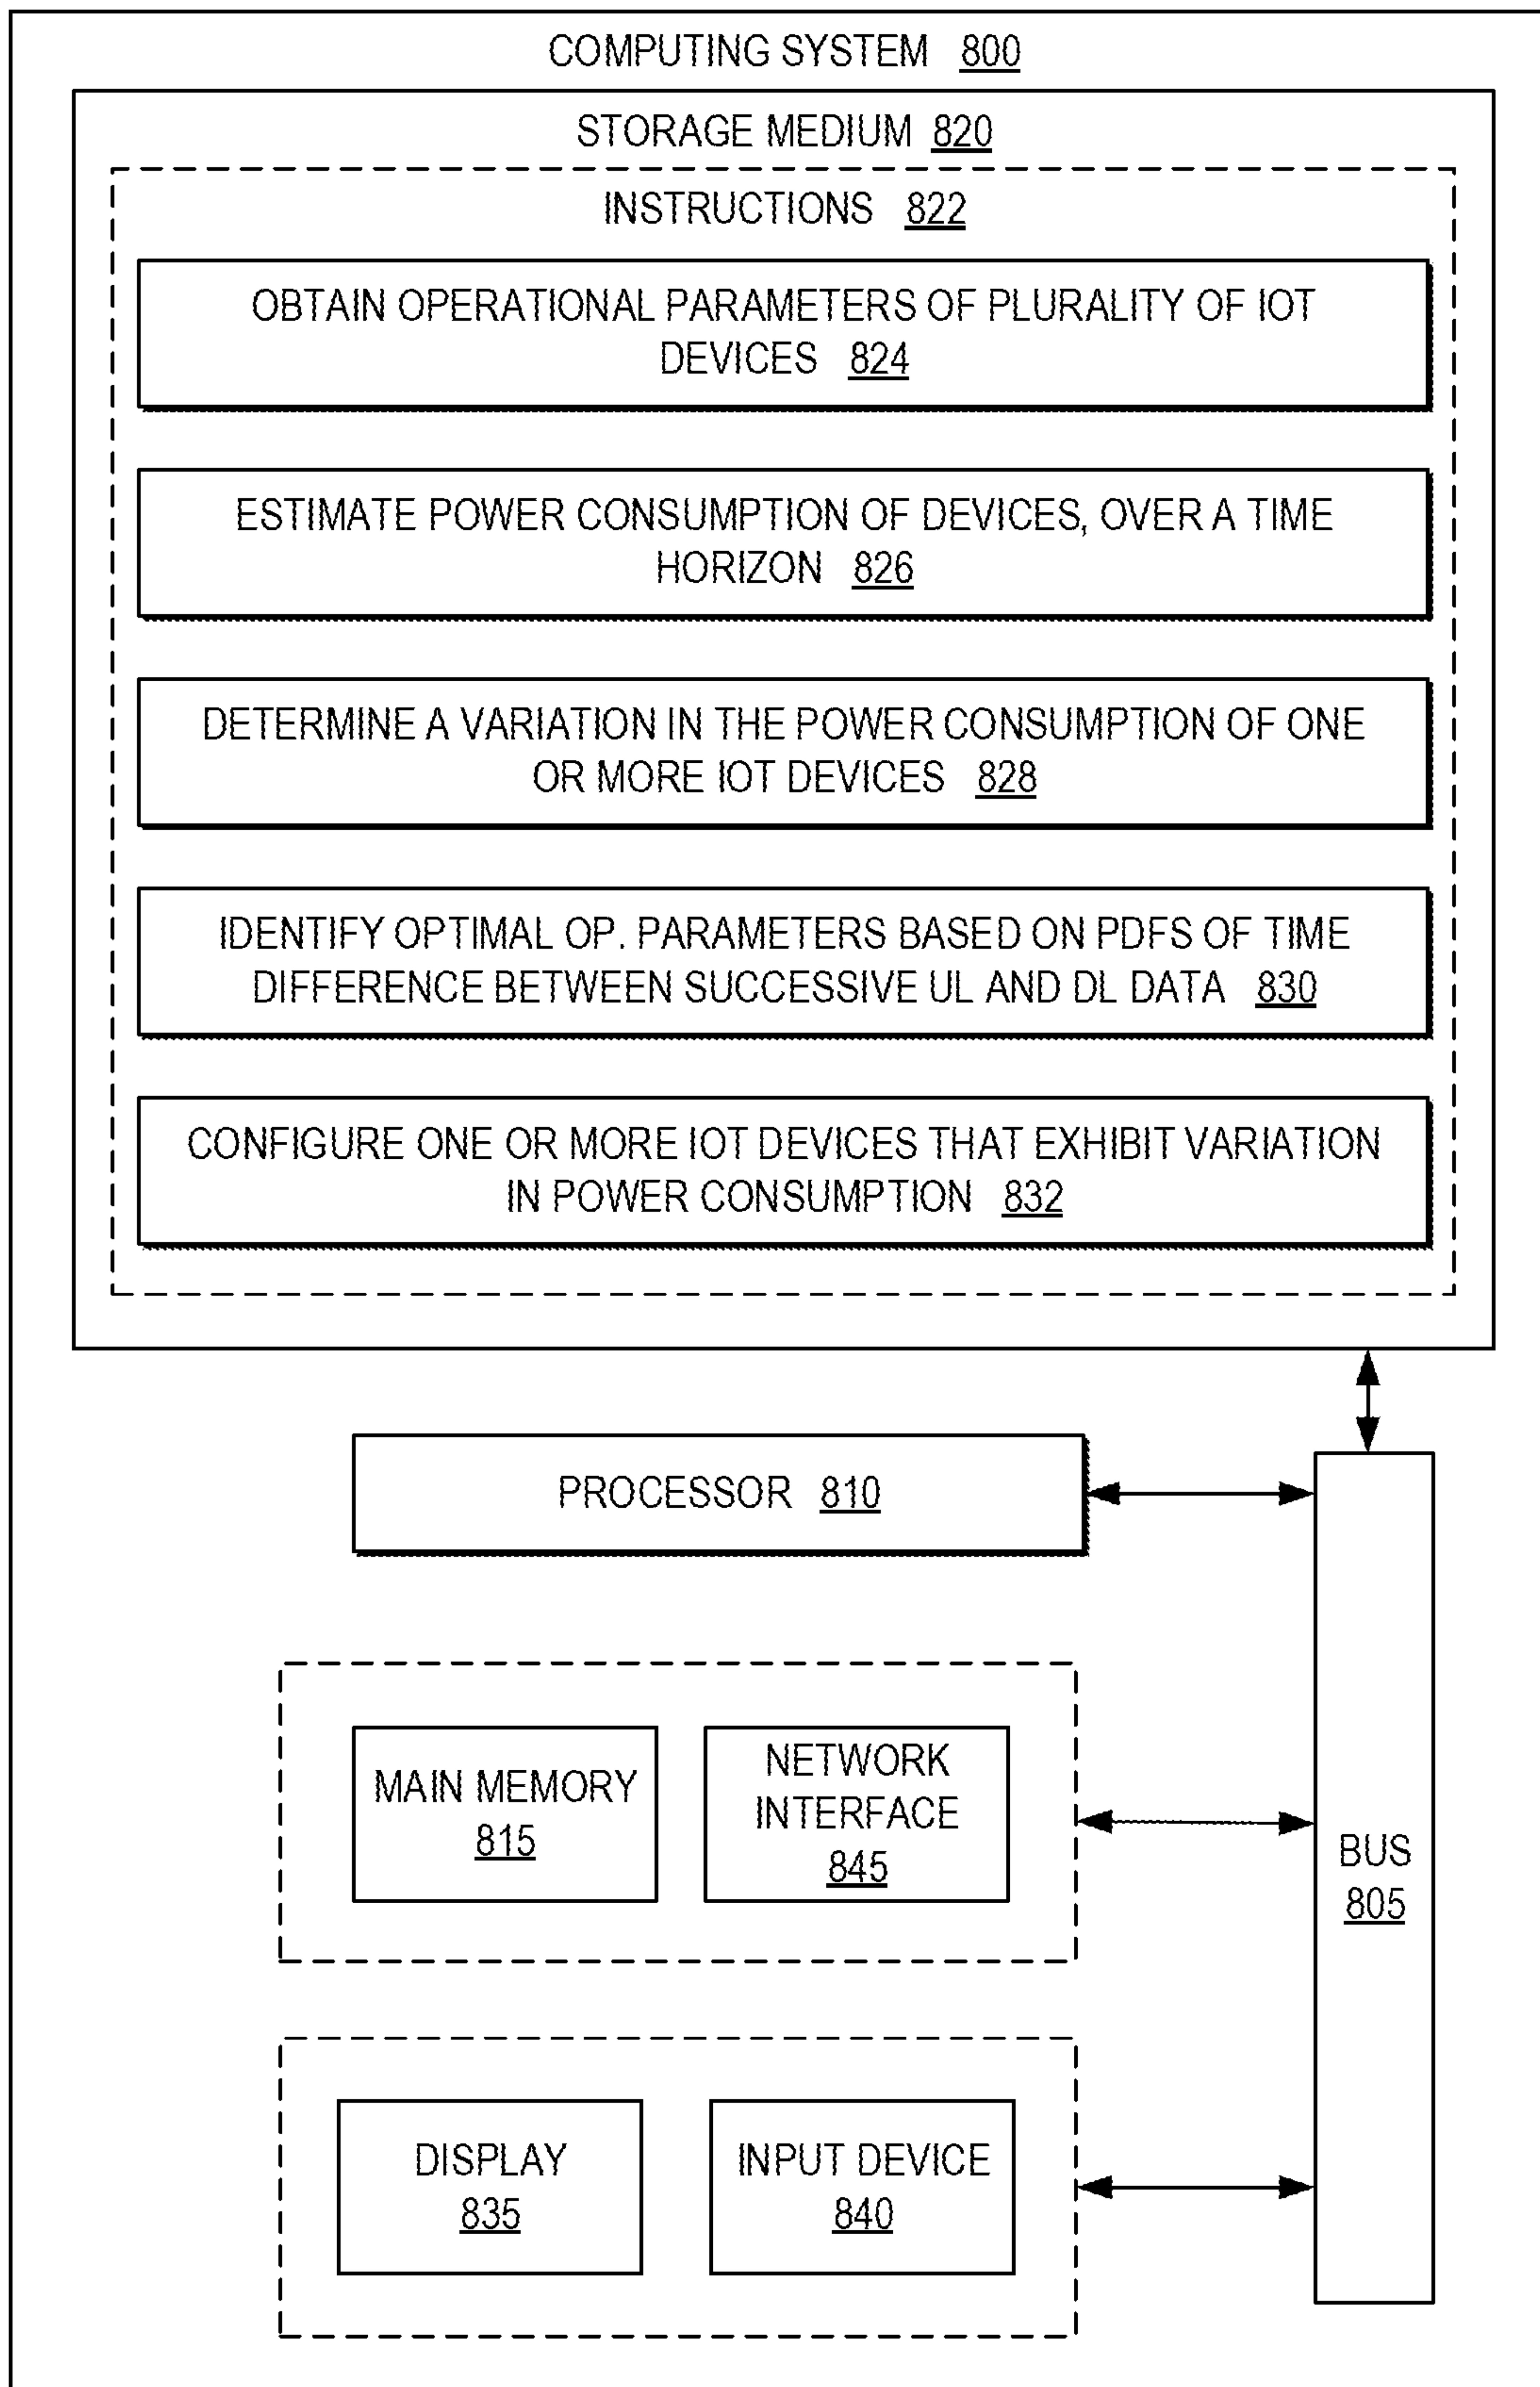 COMPUTING SYSTEM 800
STORAGE MEDIUM 820
INSTRUCTIONS 822
OBTAIN OPERATIONAL PARAMETERS OF PLURALITY OF IOT
DEVICES 824
ESTIMATE POWER CONSUMPTION OF DEVICES, OVER A TIME
HORIZON 826
DETERMINE A VARIATION IN THE POWER CONSUMPTION OF ONE
OR MORE IOT DEVICES 828
IDENTIFY OPTIMAL OP. PARAMETERS BASED ON PDFS OF TIME
DIFFERENCE BETWEEN SUCCESSIVE UL AND DL DATA 830
CONFIGURE ONE OR MORE IOT DEVICES THAT EXHIBIT VARIATION
IN POWER CONSUMPTION 832
PROCESSOR 810
MAIN MEMORY
815
NETWORK
INTERFACE
845
BUS
805
DISPLAY
835
INPUT DEVICE
840